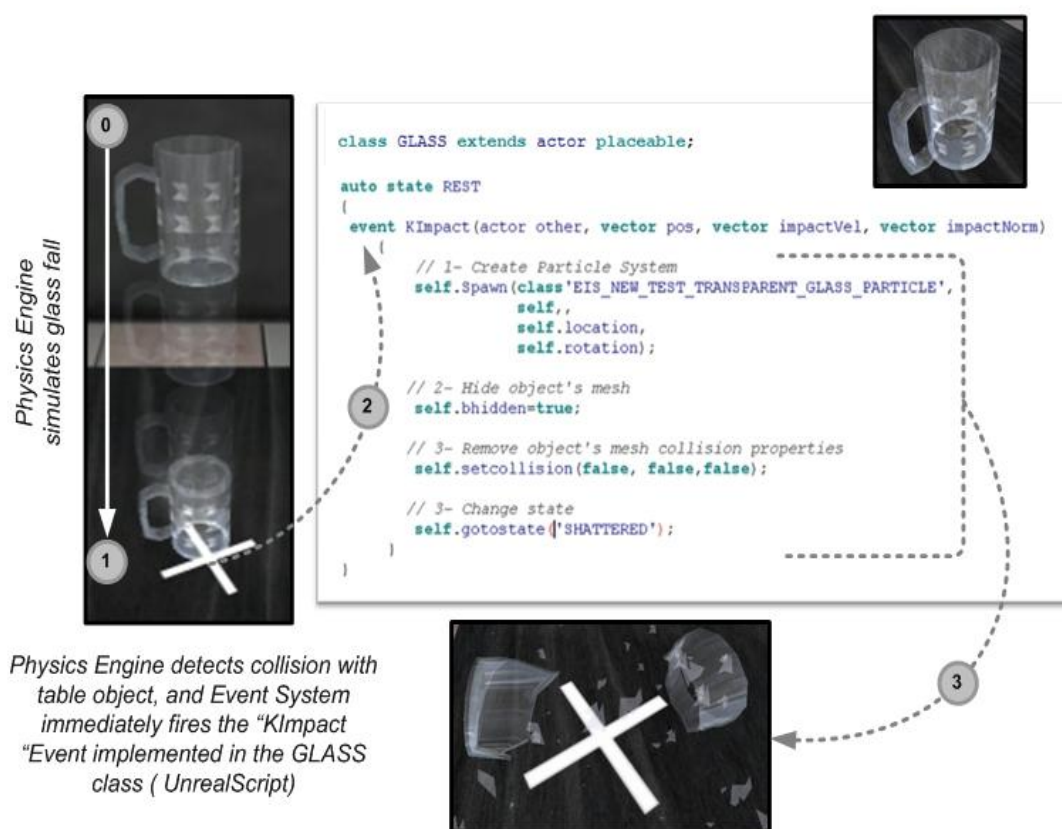 0
Physics Engine
simulates glass fall
1
class GLASS extends actor placeable;
auto state REST
(
event KImpact(actor other, vector pos, vector impactVel, vector impactNorm)
(
// 1- Create Particle System
self.Spawn(class'EIS_NEW_TEST_TRANSPARENT_GLASS_PARTICLE',
self,,
self.location,
self.rotation);
2
// 2- Hide object's mesh
self.bhidden=true;
// 3- Remove object's mesh collision properties
self.setcollision(false, false,false);
// 3- Change state
self.gotostate('SHATTERED');
)
)
Physics Engine detects collision with
table object, and Event System
immediately fires the “KImpact
“Event implemented in the GLASS
class ( UnrealScript)
3